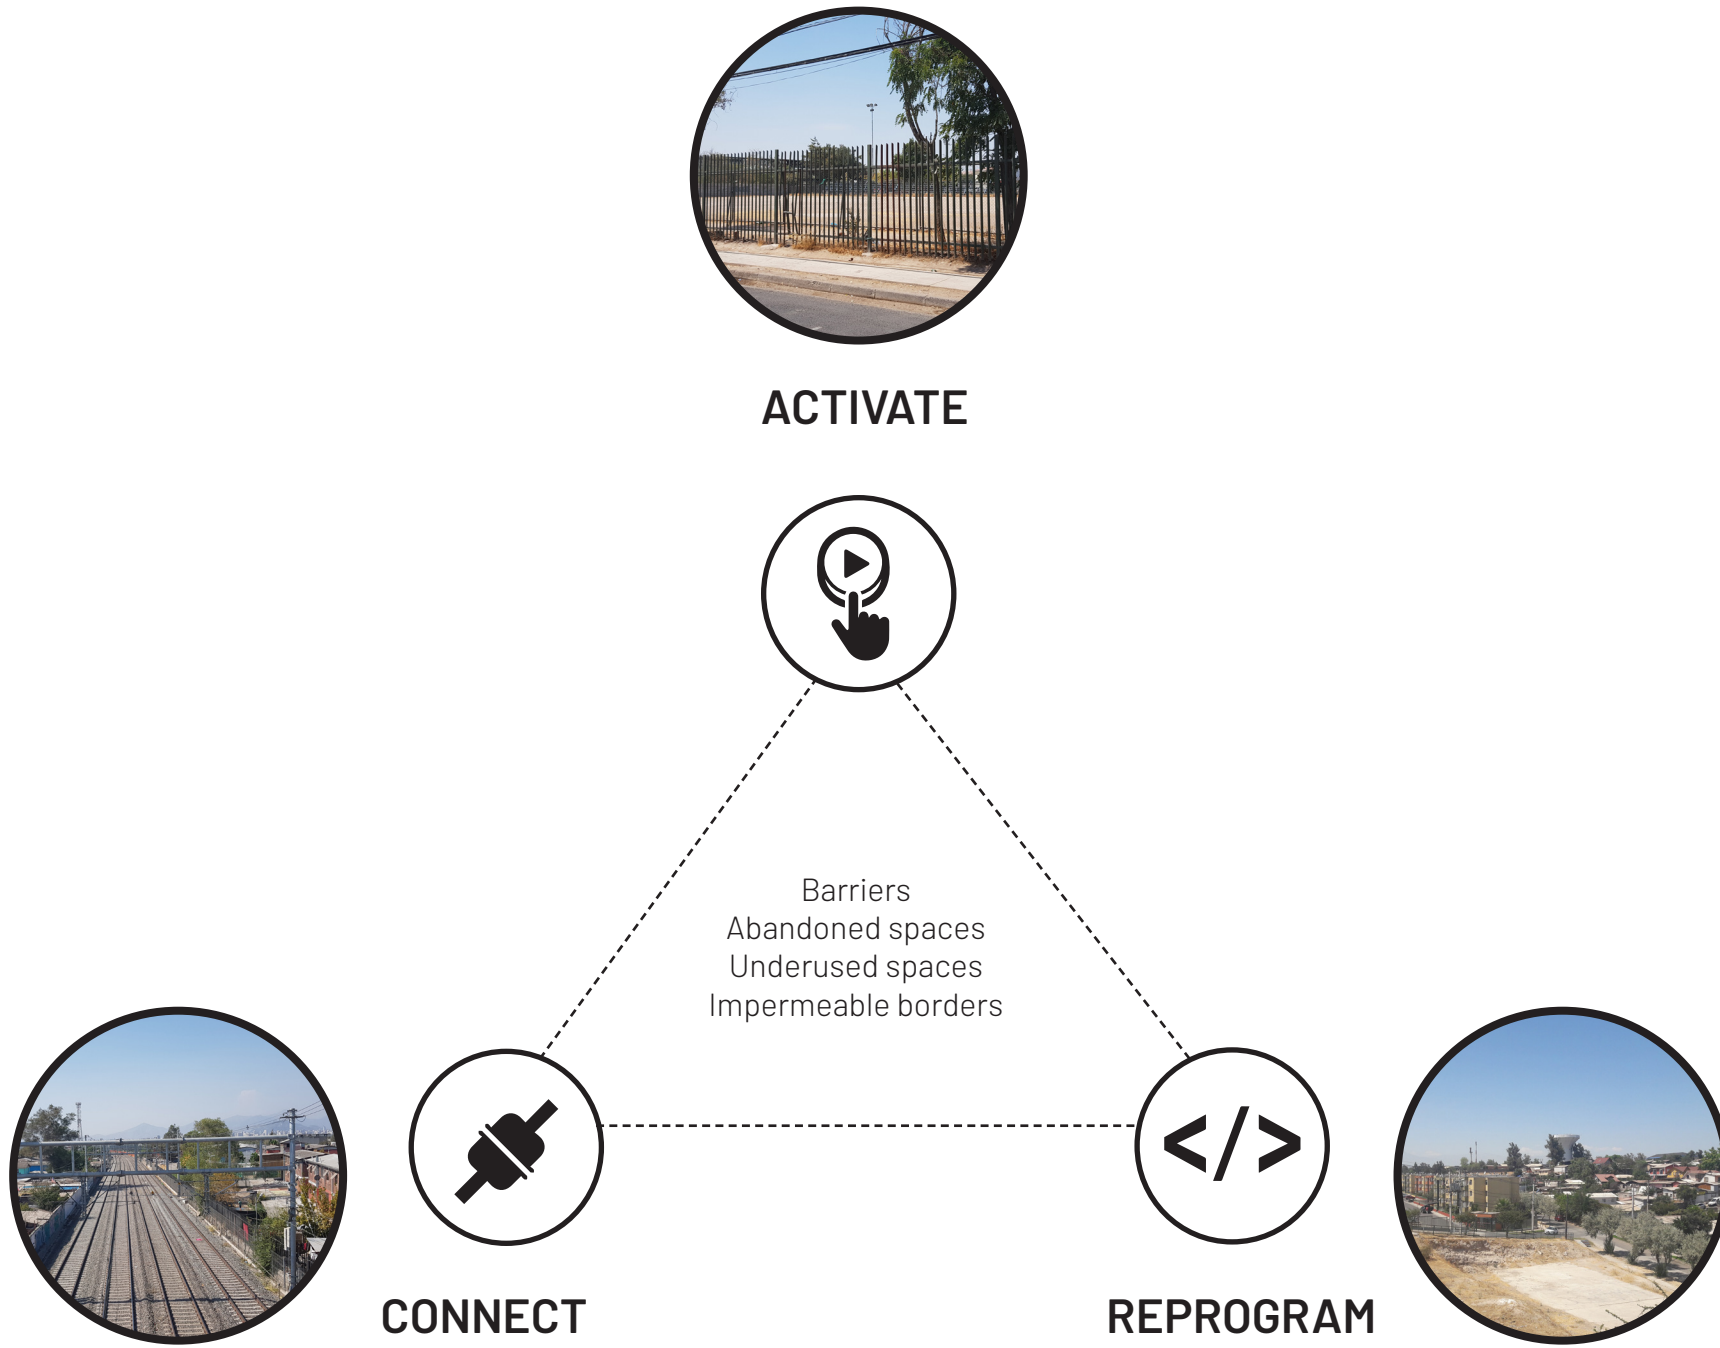 ACTIVATE
Barriers
Abandoned spaces
Underused spaces
Impermeable borders
</>
CONNECT
REPROGRAM